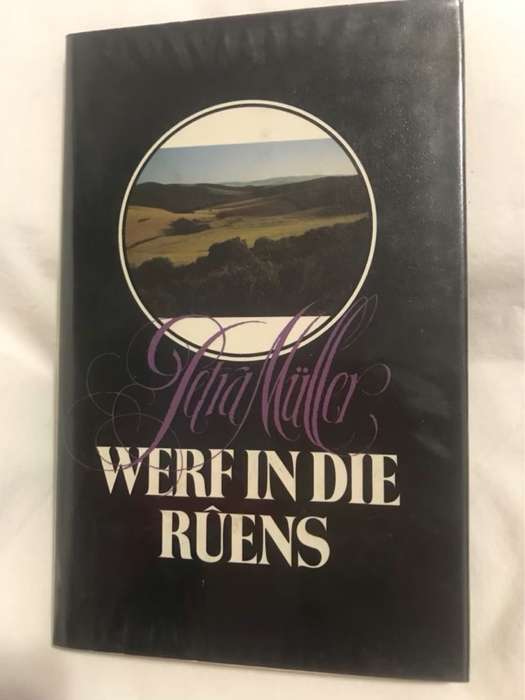 Petra Müller
WERF IN DIE
RÛENS